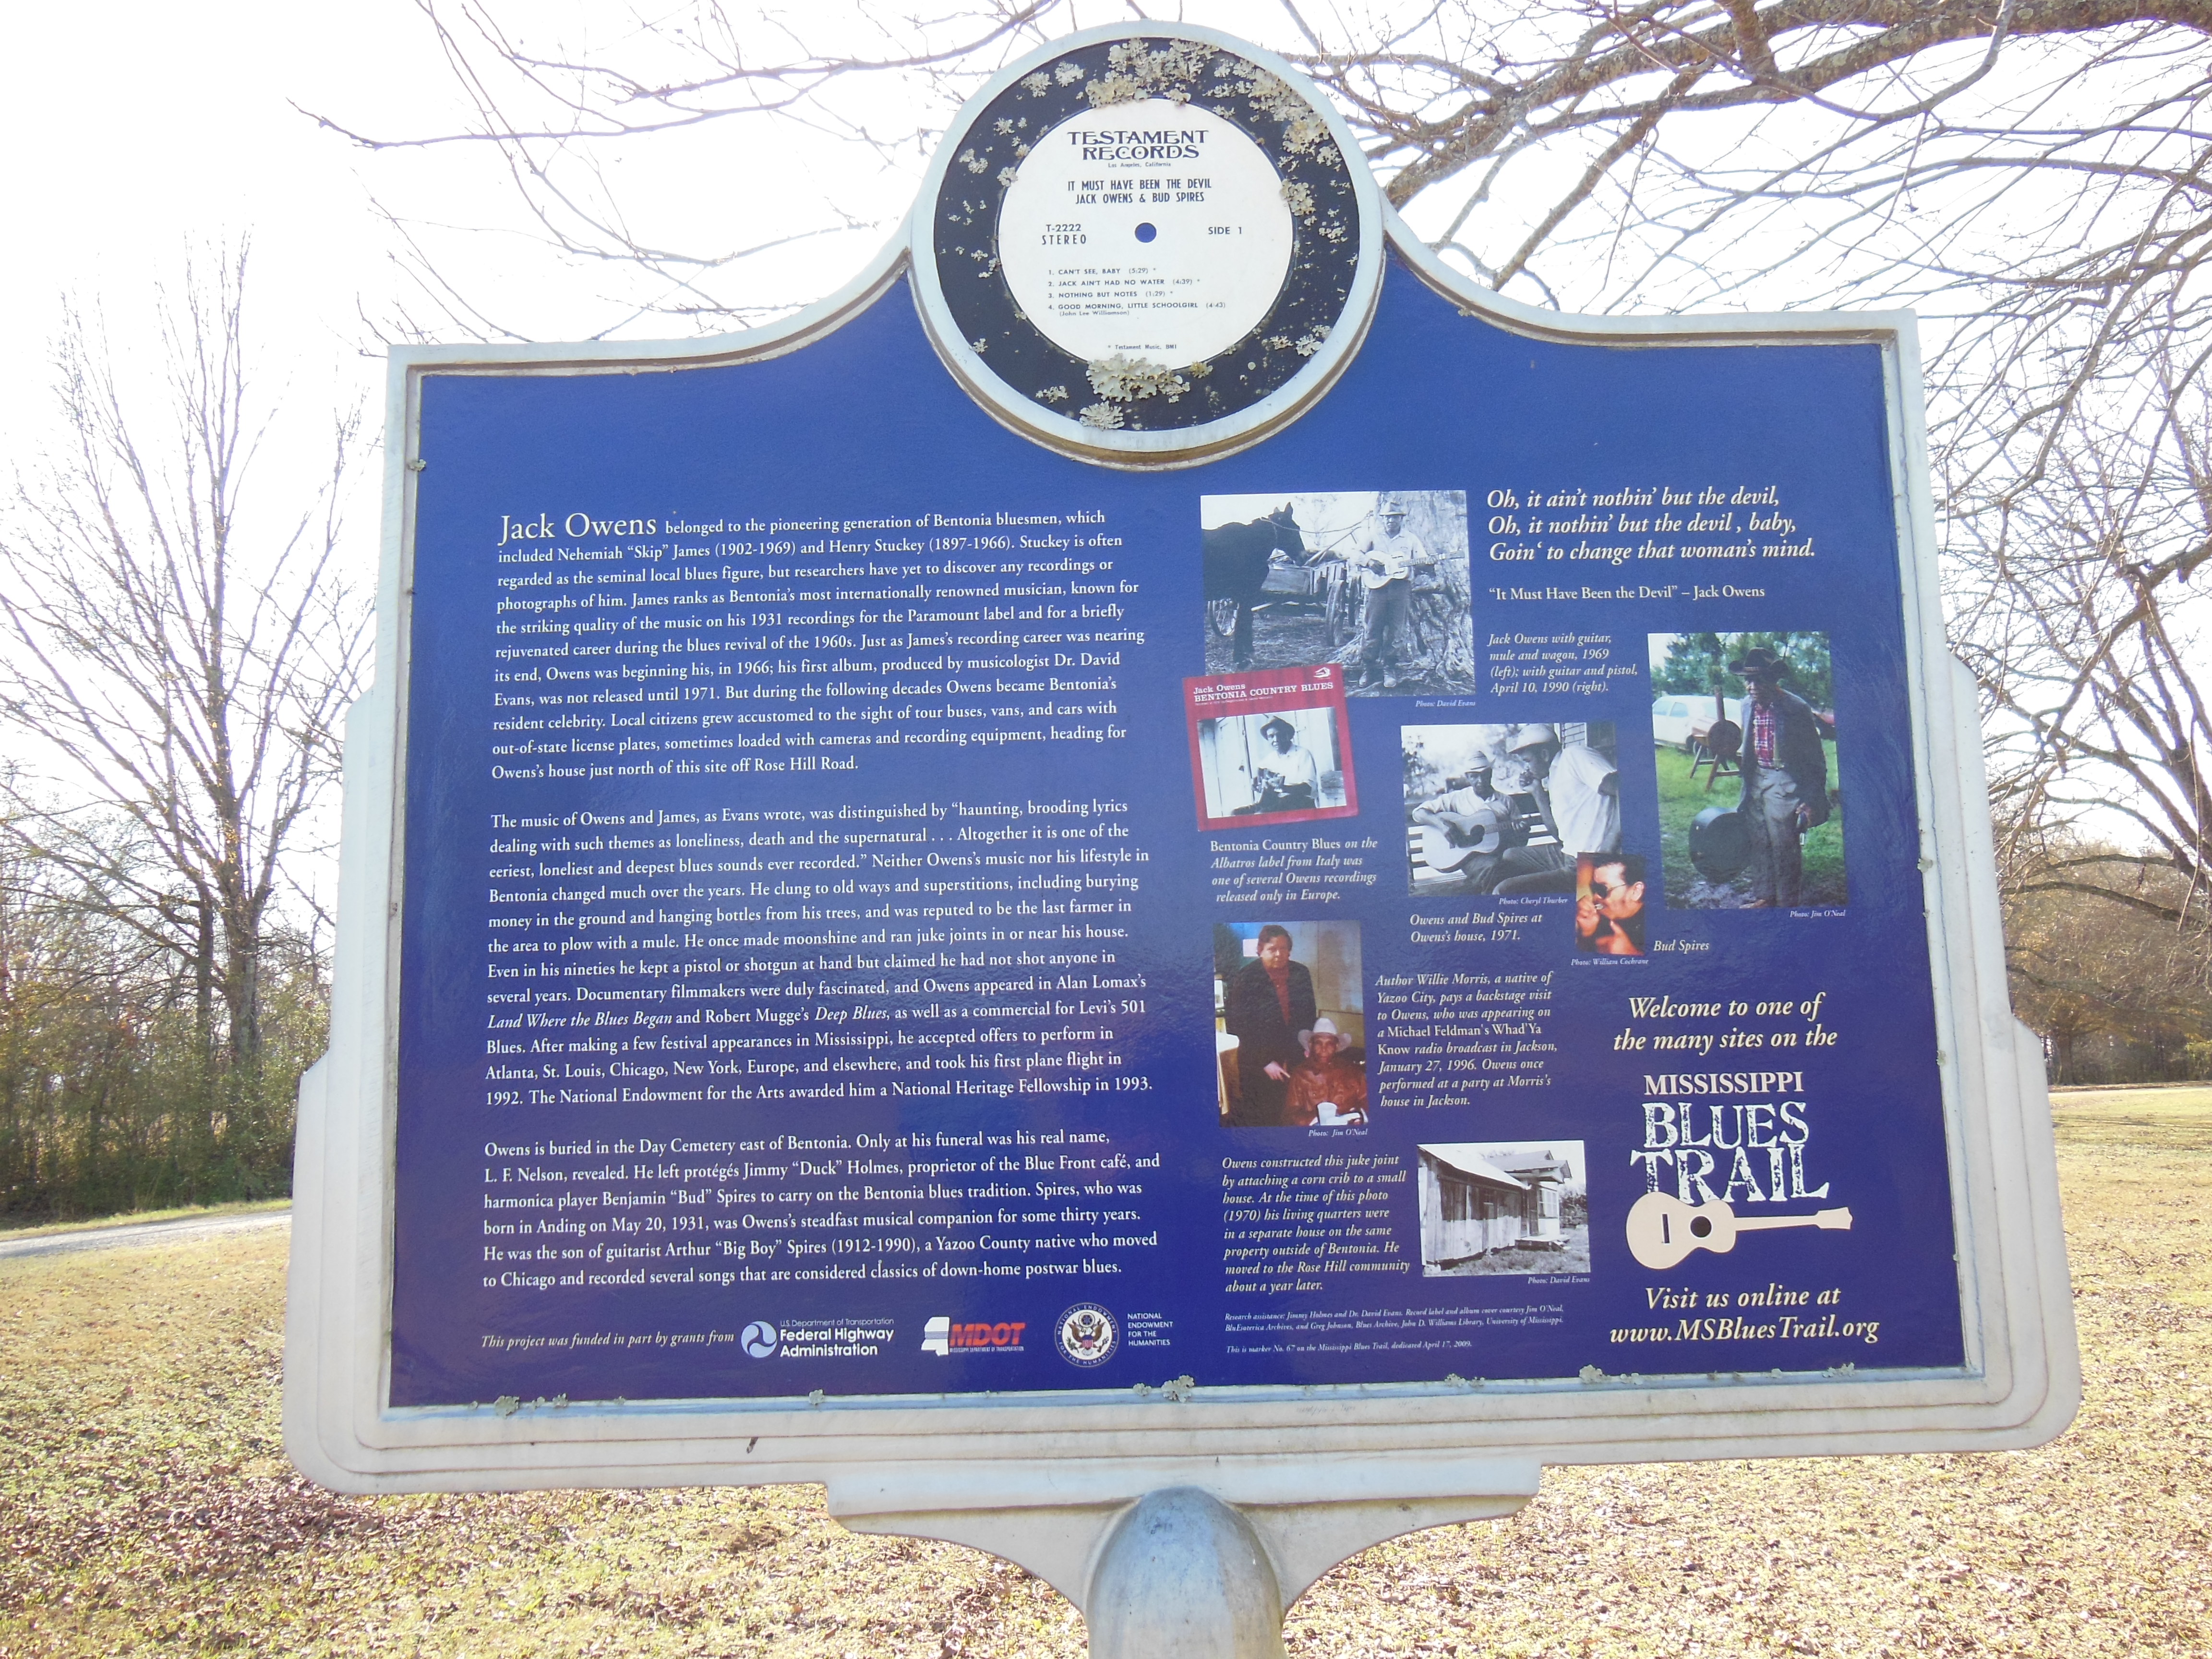 TESTAMENT
RECORDS
Los Angeles, California
IT MUST HAVE BEEN THE DEVIL
JACK OWENS & BUD SPIRES
T-2222
STEREO
SIDE 1
1. CAN'T SEE, BABY (5:29) *
2. JACK AIN'T HAD NO WATER (4:39) *
3. NOTHING BUT NOTES (1:29) *
4. GOOD MORNING, LITTLE SCHOOLGIRL (4:43)
(John Lee Williamson)
* Testament Music, BMI
Jack Owens belonged to the pioneering generation of Bentonia bluesmen, which
included Nehemiah “Skip” James (1902-1969) and Henry Stuckey (1897-1966). Stuckey is often
regarded as the seminal local blues figure, but researchers have yet to discover any recordings or
photographs of him. James ranks as Bentonia’s most internationally renowned musician, known for
the striking quality of the music on his 1931 recordings for the Paramount label and for a briefly
rejuvenated career during the blues revival of the 1960s. Just as James’s recording career was nearing
its end, Owens was beginning his, in 1966; his first album, produced by musicologist Dr. David
Evans, was not released until 1971. But during the following decades Owens became Bentonia’s
resident celebrity. Local citizens grew accustomed to the sight of tour buses, vans, and cars with
out-of-state license plates, sometimes loaded with cameras and recording equipment, heading for
Owens’s house just north of this site off Rose Hill Road.
The music of Owens and James, as Evans wrote, was distinguished by “haunting, brooding lyrics
dealing with such themes as loneliness, death and the supernatural . . . Altogether it is one of the
eeriest, loneliest and deepest blues sounds ever recorded.” Neither Owens’s music nor his lifestyle in
Bentonia changed much over the years. He clung to old ways and superstitions, including burying
money in the ground and hanging bottles from his trees, and was reputed to be the last farmer in
the area to plow with a mule. He once made moonshine and ran juke joints in or near his house.
Even in his nineties he kept a pistol or shotgun at hand but claimed he had not shot anyone in
several years. Documentary filmmakers were duly fascinated, and Owens appeared in Alan Lomax’s
Land Where the Blues Began and Robert Mugge’s Deep Blues, as well as a commercial for Levi’s 501
Blues. After making a few festival appearances in Mississippi, he accepted offers to perform in
Atlanta, St. Louis, Chicago, New York, Europe, and elsewhere, and took his first plane flight in
1992. The National Endowment for the Arts awarded him a National Heritage Fellowship in 1993.
Owens is buried in the Day Cemetery east of Bentonia. Only at his funeral was his real name,
L. F. Nelson, revealed. He left protégés Jimmy “Duck” Holmes, proprietor of the Blue Front café, and
harmonica player Benjamin “Bud” Spires to carry on the Bentonia blues tradition. Spires, who was
born in Anding on May 20, 1931, was Owens’s steadfast musical companion for some thirty years.
He was the son of guitarist Arthur “Big Boy” Spires (1912-1990), a Yazoo County native who moved
to Chicago and recorded several songs that are considered classics of down-home postwar blues.
This project was funded in part by grants from
U.S. Department of Transportation
Federal Highway
Administration
MDOT
MISSISSIPPI DEPARTMENT OF TRANSPORTATION
NATIONAL
ENDOWMENT
FOR THE
HUMANITIES
Oh, it ain’t nothin’ but the devil,
Oh, it nothin’ but the devil , baby,
Goin‘ to change that woman’s mind.
“It Must Have Been the Devil” – Jack Owens
Photo: David Evans
Jack Owens with guitar,
mule and wagon, 1969
(left); with guitar and pistol,
April 10, 1990 (right).
Jack Owens
BENTONIA COUNTRY BLUES
Bentonia Country Blues on the
Albatros label from Italy was
one of several Owens recordings
released only in Europe.
Photo: Cheryl Thurber
Owens and Bud Spires at
Owens’s house, 1971.
Photo: William Cochrane
Bud Spires
Photo: Jim O’Neal
Author Willie Morris, a native of
Yazoo City, pays a backstage visit
to Owens, who was appearing on
a Michael Feldman’s Whad’Ya
Know radio broadcast in Jackson,
January 27, 1996. Owens once
performed at a party at Morris’s
house in Jackson.
Photo: Jim O’Neal
Owens constructed this juke joint
by attaching a corn crib to a small
house. At the time of this photo
(1970) his living quarters were
in a separate house on the same
property outside of Bentonia. He
moved to the Rose Hill community
about a year later.
Photo: David Evans
Research assistance: Jimmy Holmes and Dr. David Evans. Record label and album cover courtesy Jim O’Neal,
BluEsoterica Archives, and Greg Johnson, Blues Archive, John D. Williams Library, University of Mississippi.
This is marker No. 67 on the Mississippi Blues Trail, dedicated April 17, 2009.
Welcome to one of
the many sites on the
MISSISSIPPI
BLUES
TRAIL
Visit us online at
www.MSBluesTrail.org